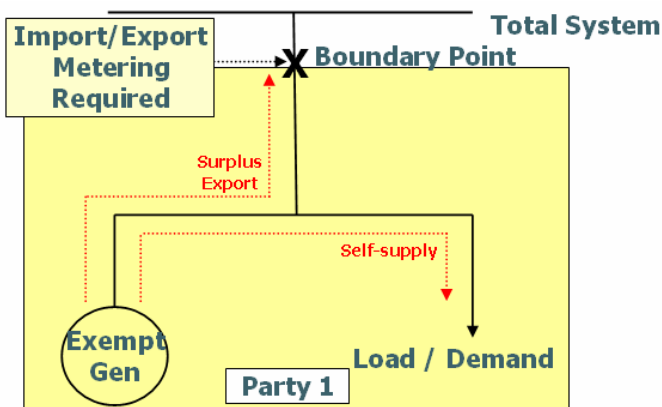 Total System
Import/Export
Metering
Required
X Boundary Point
Surplus
Export
Self-supply
Exempt
Gen
Load / Demand
Party 1